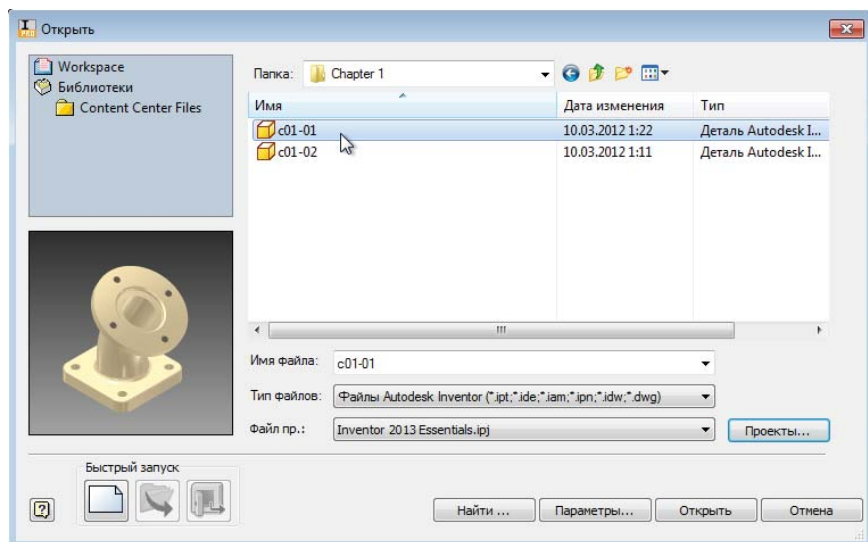 Открыть
Workspace
Библиотеки
Content Center Files
Папка: Chapter 1
Имя Дата изменения Тип
c01-01 10.03.2012 1:22 Деталь Autodesk I...
c01-02 10.03.2012 1:11 Деталь Autodesk I...
Имя файла: c01-01
Тип файлов: Файлы Autodesk Inventor (*.ipt;*.ide;*.iam;*.ipn;*.idw;*.dwg)
Файл пр.: Inventor 2013 Essentials.ipj Проекты...
Быстрый запуск
Найти ... Параметры... Открыть Отмена